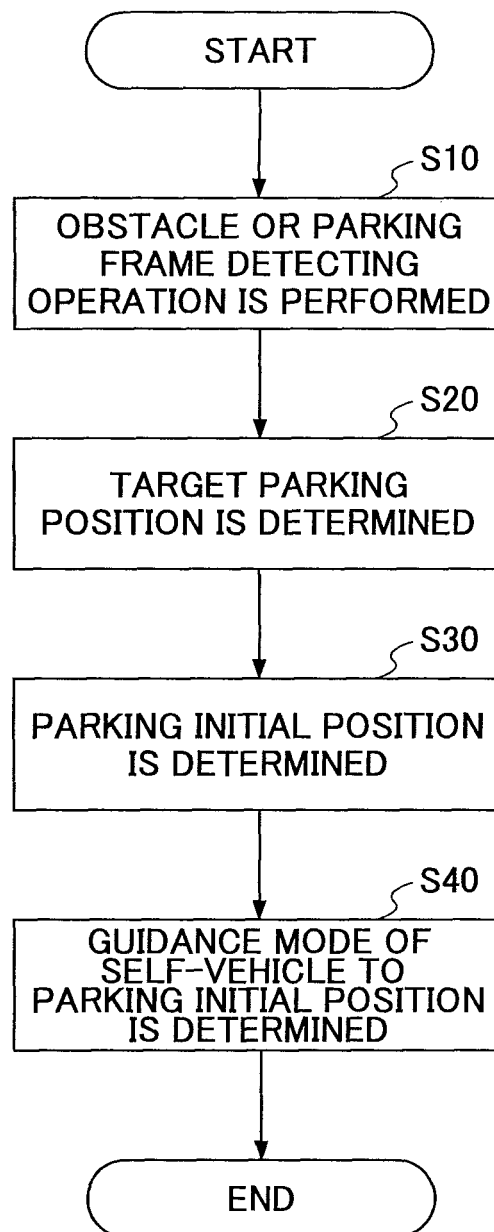 START
S10
OBSTACLE OR PARKING
FRAME DETECTING
OPERATION IS PERFORMED
S20
TARGET PARKING
POSITION IS DETERMINED
S30
PARKING INITIAL POSITION
IS DETERMINED
S40
GUIDANCE MODE OF
SELF-VEHICLE TO
PARKING INITIAL POSITION
IS DETERMINED
END